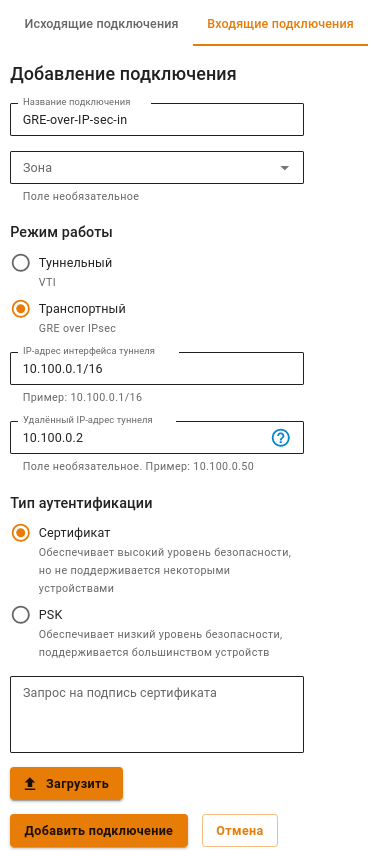 Исходящие подключения Входящие подключения
Добавление подключения
Название подключения
GRE-over-IP-sec-in
Зона
Поле необязательное
Режим работы
Туннельный
VTI
Транспортный
GRE over IPsec
IP-адрес интерфейса туннеля
10.100.0.1/16
Пример: 10.100.0.1/16
Удалённый IP-адрес туннеля
10.100.0.2
Поле необязательное. Пример: 10.100.0.50
Тип аутентификации
Сертификат
Обеспечивает высокий уровень безопасности,
но не поддерживается некоторыми
устройствами
PSK
Обеспечивает низкий уровень безопасности,
поддерживается большинством устройств
Запрос на подпись сертификата
Загрузить
Добавить подключение Отмена